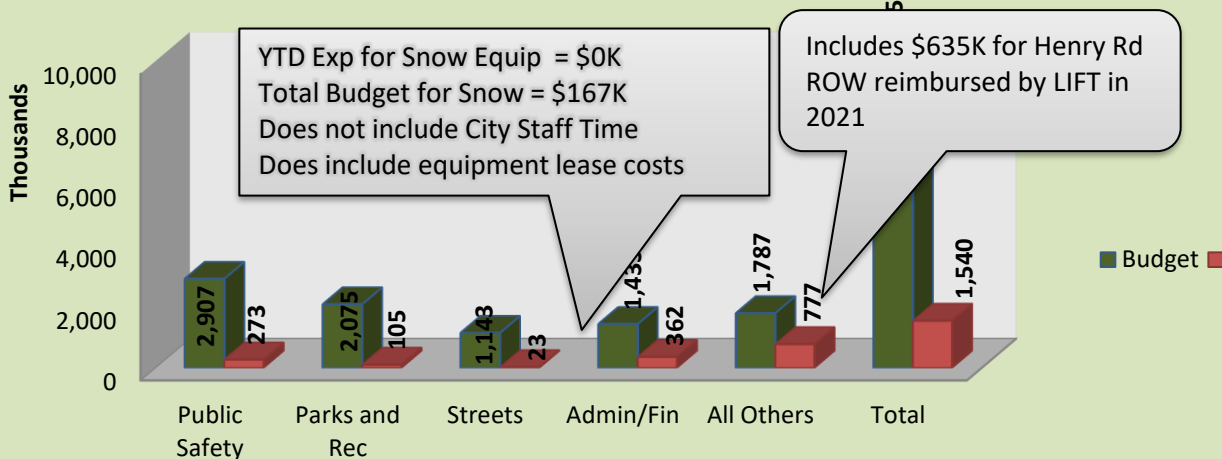 YTD Exp for Snow Equip = $0K
Total Budget for Snow = $167K
Does not include City Staff Time
Does include equipment lease costs
Includes $635K for Henry Rd
ROW reimbursed by LIFT in
2021
Thousands
10,000
8,000
6,000
4,000
2,000
0
2,907
273
2,075
105
1,143
23
362
1,787
777
1,540
Budget
Public
Safety
Parks and
Rec
Streets
Admin/Fin
All Others
Total